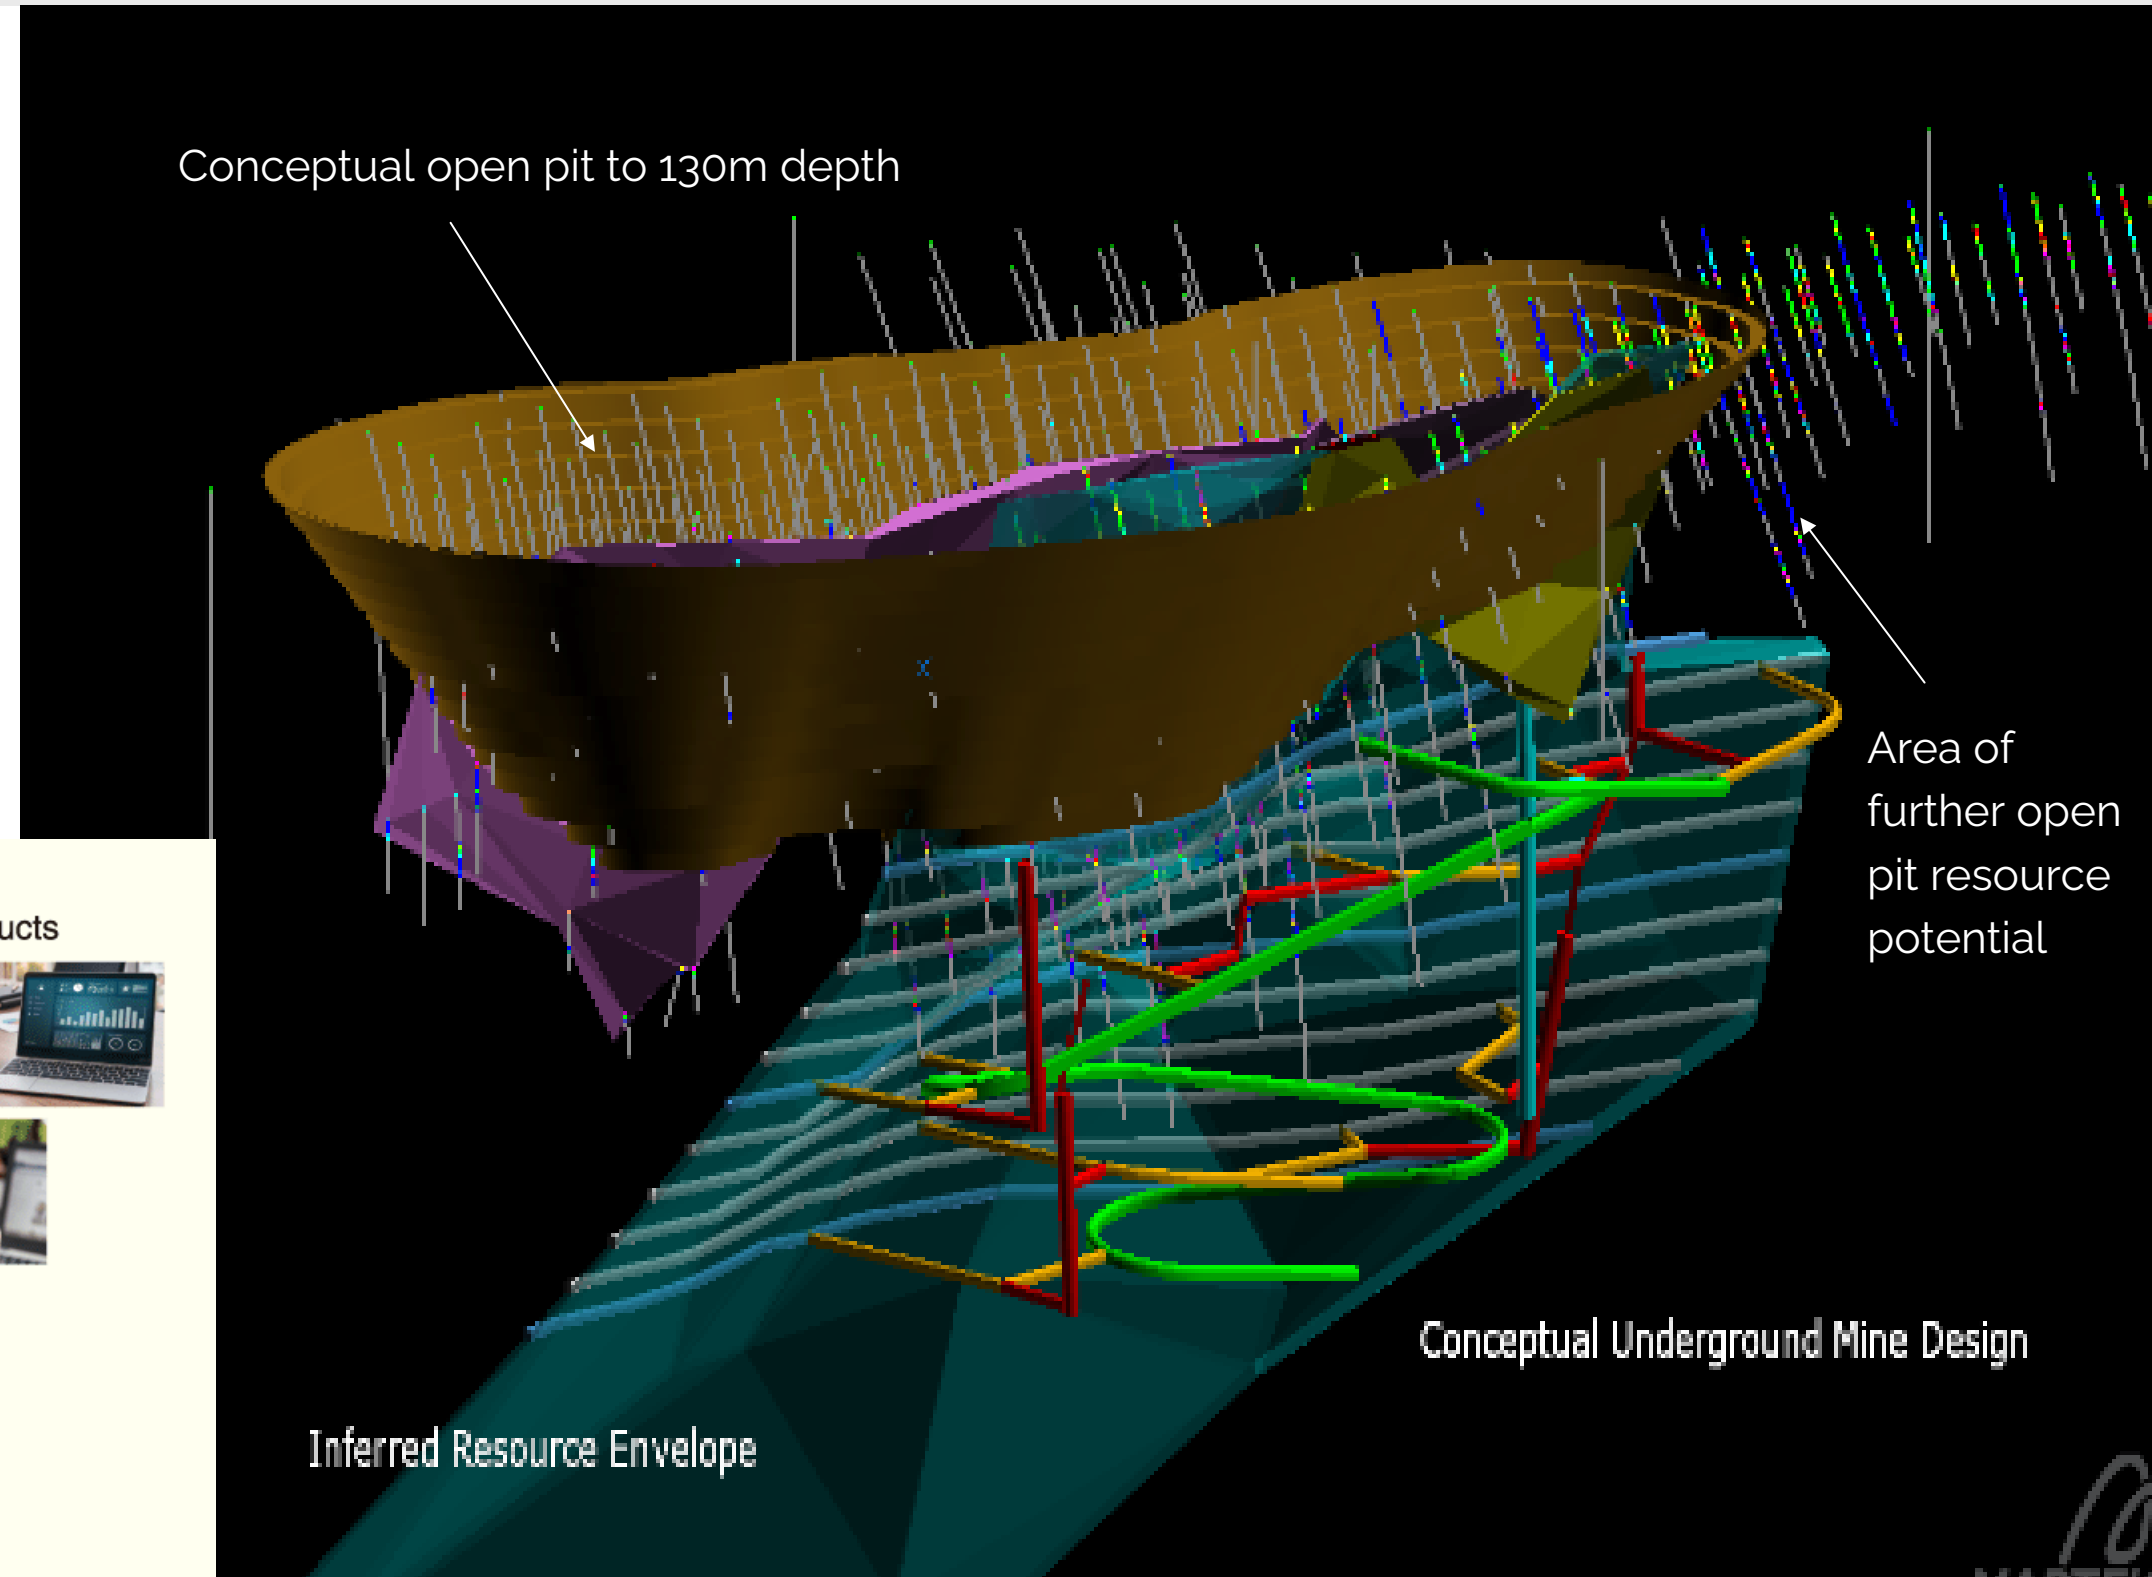 Conceptual open pit to 130m depth
Area of
further open
pit resource
potential
ucts
Conceptual Underground Mine Design
Inferred Resource Envelope